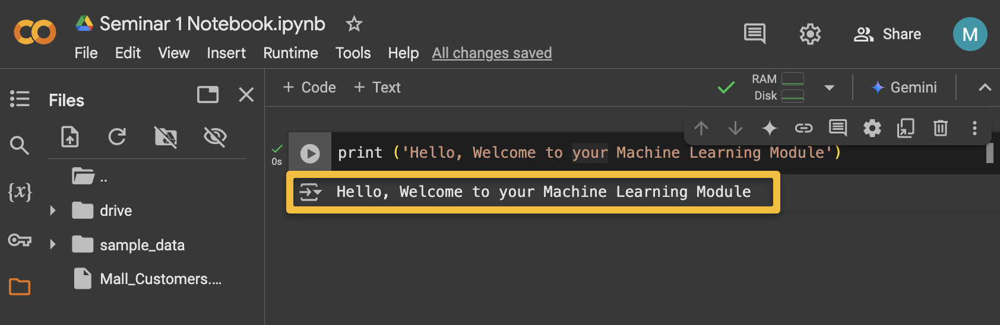 Seminar 1 Notebook.ipynb
File Edit View Insert Runtime Tools Help All changes saved
Share
M
Files
+ Code + Text
RAM
Disk
Gemini
..
drive
sample_data
Mall_Customers....
{x}
0s
print ('Hello, Welcome to your Machine Learning Module')
Hello, Welcome to your Machine Learning Module